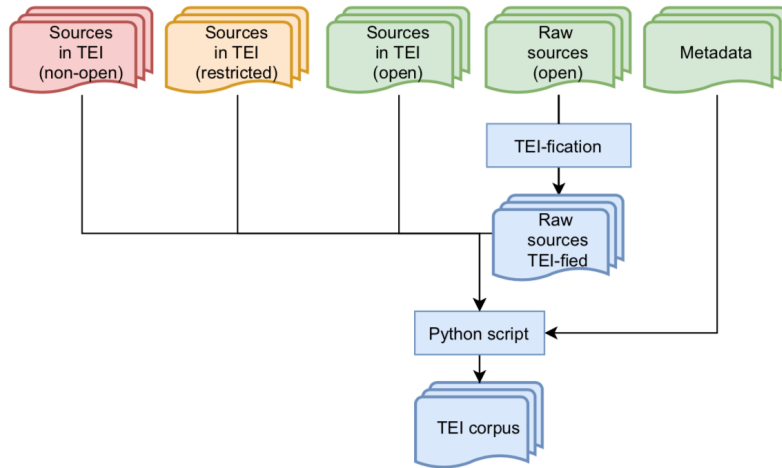 Sources
in TEI
(non-open)
Sources
in TEI
(restricted)
Sources
in TEI
(open)
Raw
sources
(open)
Metadata
TEI-fication
Raw
sources
TEI-fied
Python script
TEI corpus